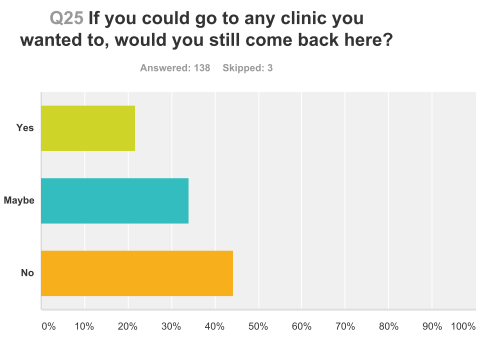 Q25 If you could go to any clinic you
wanted to, would you still come back here?
Answered: 138 Skipped: 3
Yes
Maybe
No
0% 10% 20% 30% 40% 50% 60% 70% 80% 90% 100%